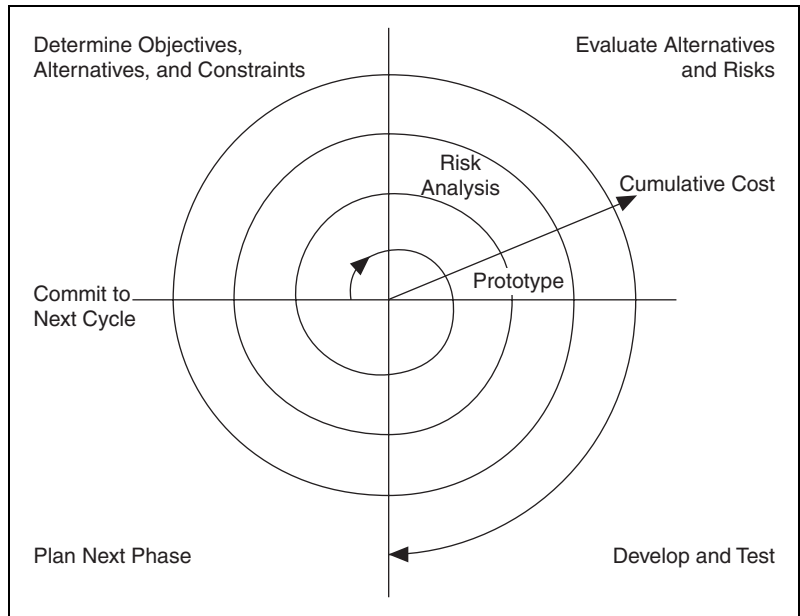 Determine Objectives,
Alternatives, and Constraints
Evaluate Alternatives
and Risks
Risk
Analysis
Cumulative Cost
Prototype
Commit to
Next Cycle
Plan Next Phase
Develop and Test